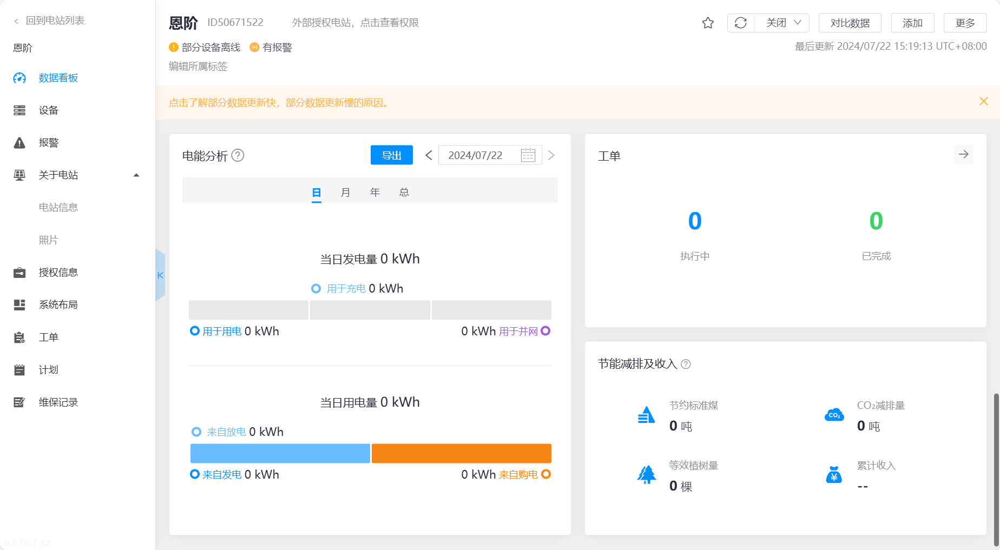 回到电站列表
恩阶
数据看板
设备
报警
关于电站
电站信息
照片
授权信息
系统布局
工单
计划
维保记录
v3.16.7-r2
恩阶 ID50671522 外部授权电站，点击查看权限
关闭 对比数据 添加 更多
部分设备离线 有报警
最后更新 2024/07/22 15:19:13 UTC+08:00
编辑所属标签
点击了解部分数据更新快，部分数据更新慢的原因。
电能分析 ? 导出 2024/07/22
日 月 年 总
当日发电量 0 kWh
用于充电 0 kWh
用于用电 0 kWh 0 kWh 用于并网
当日用电量 0 kWh
来自放电 0 kWh
来自发电 0 kWh 0 kWh 来自购电
工单
0 0
执行中 已完成
节能减排及收入 ?
节约标准煤
0 吨
CO₂
CO₂减排量
0 吨
等效植树量
0 棵
¥
累计收入
--